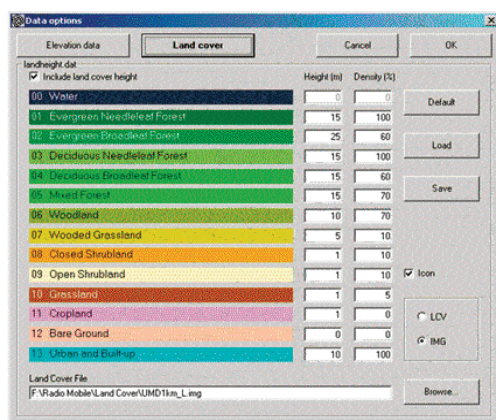 Data options
Elevation data Land cover Cancel OK
landheight.dat
Include land cover height Height (m) Density (%)
00 Water 0 0 Default
01 Evergreen Needleleaf Forest 15 100
02 Evergreen Broadleaf Forest 25 60
03 Deciduous Needleleaf Forest 15 100 Load
04 Deciduous Broadleaf Forest 15 60
05 Mixed Forest 15 70 Save
06 Woodland 10 70
07 Wooded Grassland 5 10
08 Closed Shrubland 1 10
09 Open Shrubland 1 10 Icon
10 Grassland 1 5
11 Cropland 1 0 LCV
12 Bare Ground 0 0 IMG
13 Urban and Built-up 10 100
Land Cover File
F:\Radio Mobile\Land Cover\UMD1km_L.img Browse...